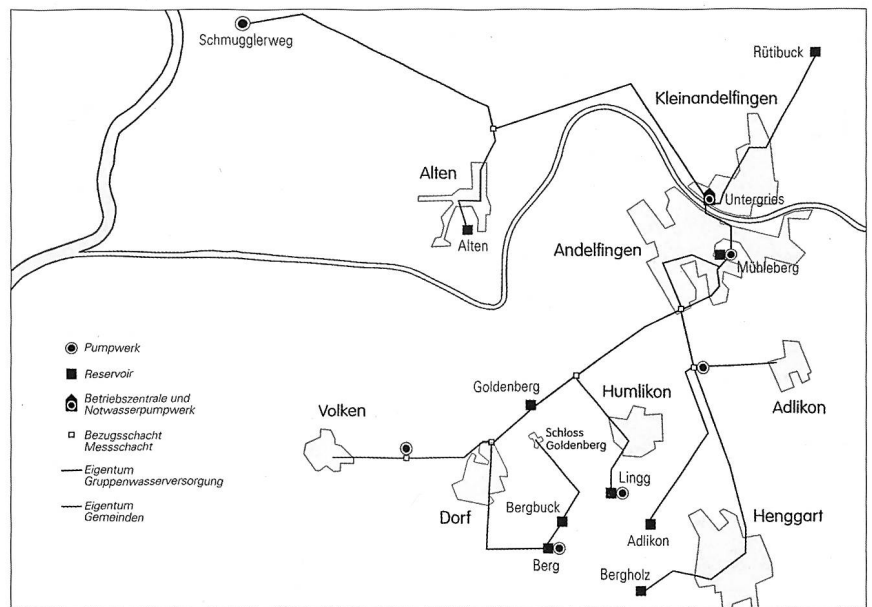 Schmugglerweg
Rütibuck
Kleinandelfingen
Alten
Untergries
Alten
Andelfingen
Mühleberg
Pumpwerk
Reservoir
Betriebszentrale und
Notwasserpumpwerk
Bezugsschacht
Messschacht
Eigentum
Gruppenwasserversorgung
Eigentum
Gemeinden
Goldenberg
Humlikon
Adlikon
Volken
Schloss
Goldenberg
Lingg
Dorf
Bergbuck
Henggart
Adlikon
Berg
Bergholz